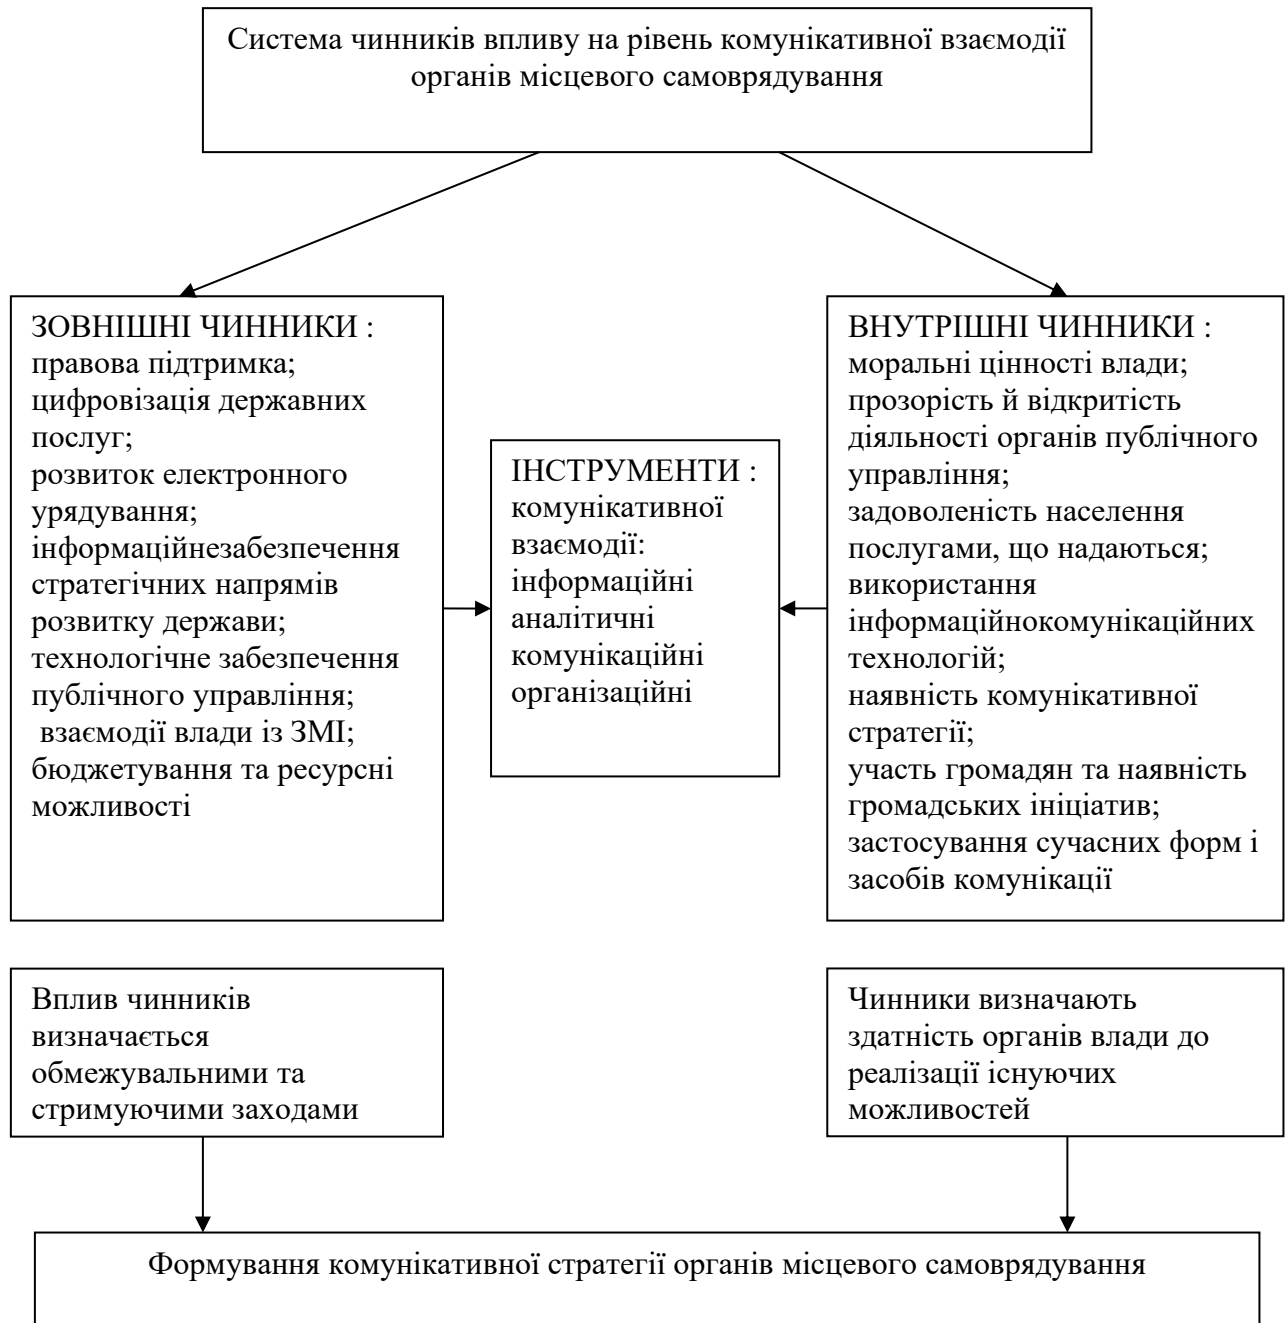 Система чинників впливу на рівень комунікативної взаємодії
органів місцевого самоврядування
ЗОВНІШНІ ЧИННИКИ :
правова підтримка;
цифровізація державних
послуг;
розвиток електронного
урядування;
інформаційнезабезпечення
стратегічних напрямів
розвитку держави;
технологічне забезпечення
публічного управління;
взаємодії влади із ЗМІ;
бюджетування та ресурсні
можливості
ІНСТРУМЕНТИ :
комунікативної
взаємодії:
інформаційні
аналітичні
комунікаційні
організаційні
ВНУТРІШНІ ЧИННИКИ :
моральні цінності влади;
прозорість й відкритість
діяльності органів публічного
управління;
задоволеність населення
послугами, що надаються;
використання
інформаційнокомунікаційних
технологій;
наявність комунікативної
стратегії;
участь громадян та наявність
громадських ініціатив;
застосування сучасних форм і
засобів комунікації
Вплив чинників
визначається
обмежувальними та
стримуючими заходами
Чинники визначають
здатність органів влади до
реалізації існуючих
можливостей
Формування комунікативної стратегії органів місцевого самоврядування